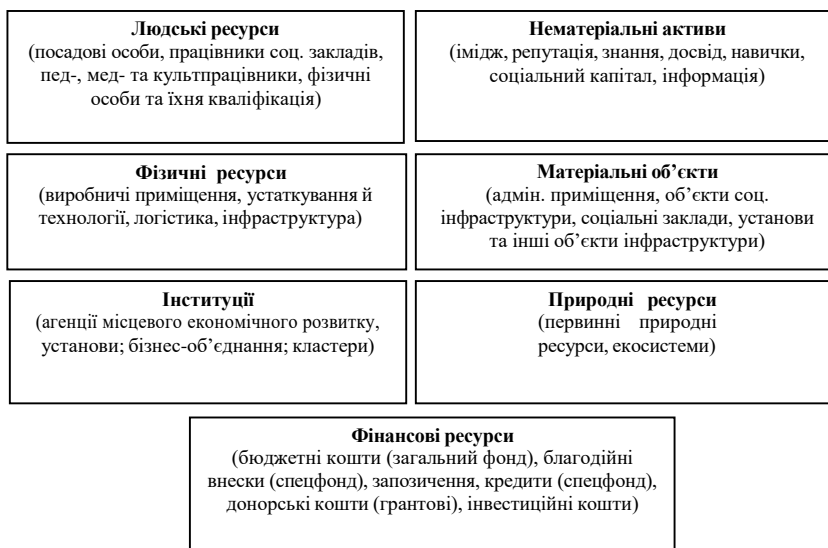 Людські ресурси
(посадові особи, працівники соц. закладів,
пед-, мед- та культпрацівники, фізичні
особи та їхня кваліфікація)
Нематеріальні активи
(імідж, репутація, знання, досвід, навички,
соціальний капітал, інформація)
Фізичні ресурси
(виробничі приміщення, устаткування й
технології, логістика, інфраструктура)
Матеріальні об’єкти
(адмін. приміщення, об’єкти соц.
інфраструктури, соціальні заклади, установи
та інші об’єкти інфраструктури)
Інституції
(агенції місцевого економічного розвитку,
установи; бізнес-об’єднання; кластери)
Природні ресурси
(первинні природні
ресурси, екосистеми)
Фінансові ресурси
(бюджетні кошти (загальний фонд), благодійні
внески (спецфонд), запозичення, кредити (спецфонд),
донорські кошти (грантові), інвестиційні кошти)